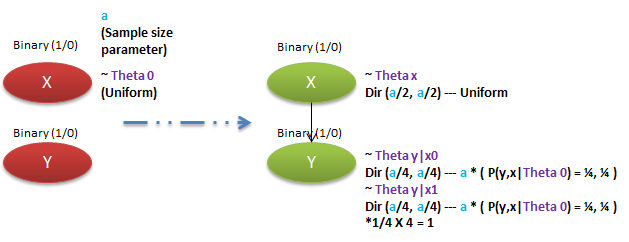 a
(Sample size
parameter)
Binary (1/0)
X
~ Theta 0
(Uniform)
Binary (1/0)
Y
Binary (1/0)
X
~ Theta x
Dir (a/2, a/2) --- Uniform
Binary (1/0)
Y
~ Theta y|x0
Dir (a/4, a/4) --- a * ( P(y,x|Theta 0) = ¼, ¼ )
~ Theta y|x1
Dir (a/4, a/4) --- a * ( P(y,x|Theta 0) = ¼, ¼ )
*1/4 X 4 = 1